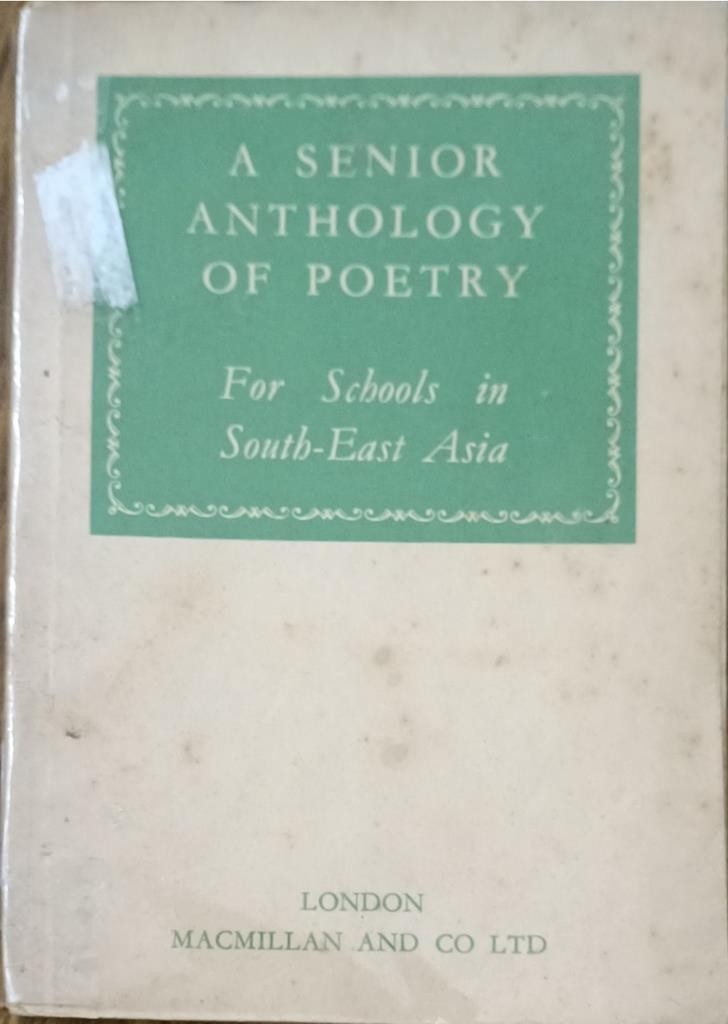 A SENIOR
ANTHOLOGY
OF POETRY
For Schools in
South-East Asia
LONDON
MACMILLAN AND CO LTD